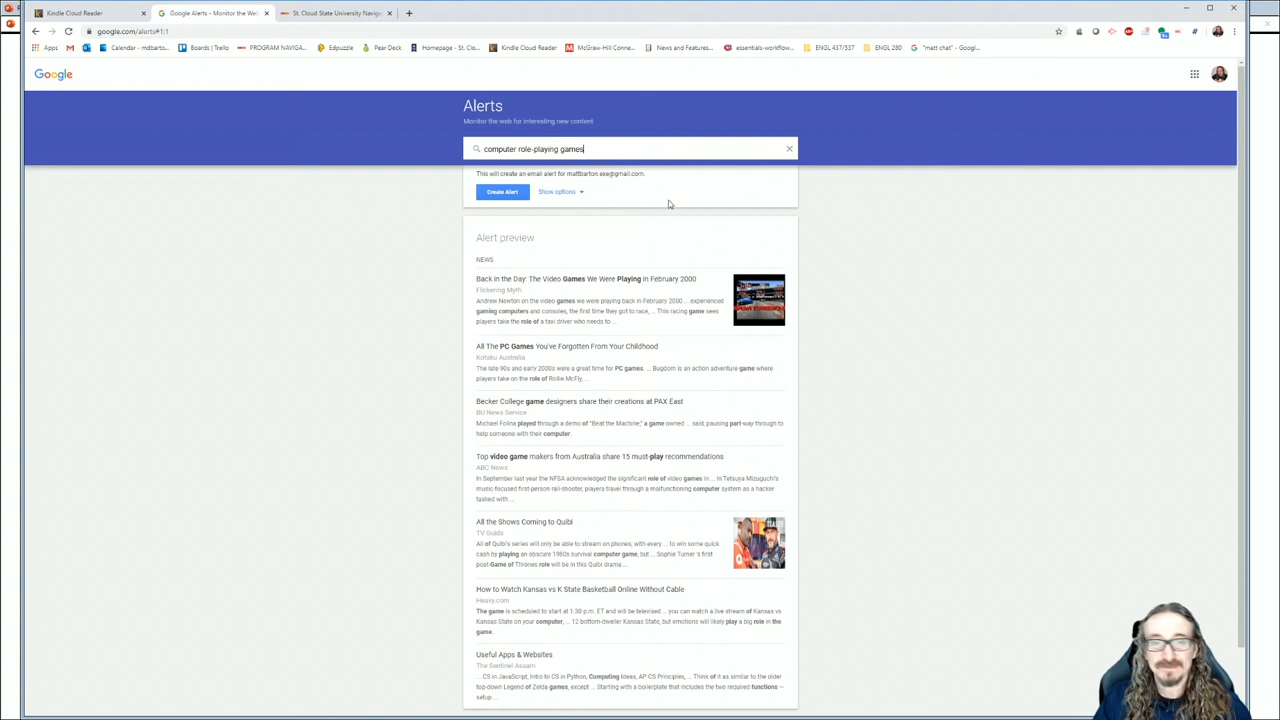 Kindle Cloud Reader
Google Alerts - Monitor the We
St. Cloud State University Navig
google.com/alerts#1:1
Apps
Calendar - mdbarto...
Boards | Trello
PROGRAM NAVIGA...
Edpuzzle
Pear Deck
Homepage - St. Clo...
Kindle Cloud Reader
McGraw-Hill Conne...
News and Features...
essentials-workflow...
ENGL 437/537
ENGL 280
"matt chat" - Googl...
Google
Alerts
Monitor the web for interesting new content
computer role-playing games
This will create an email alert for mattbarton.exe@gmail.com.
Create Alert
Show options
Alert preview
NEWS
Back in the Day: The Video Games We Were Playing in February 2000
Flickering Myth
Andrew Newton on the video games we were playing back in February 2000 ... experienced
gaming computers and consoles, the first time they got to race, ... This racing game sees
players take the role of a taxi driver who needs to ...
All The PC Games You've Forgotten From Your Childhood
Kotaku Australia
The late 90s and early 2000s were a great time for PC games. ... Bugdom is an action adventure game where
players take on the role of Rollie McFly, ...
Becker College game designers share their creations at PAX East
BU News Service
Michael Folina played through a demo of "Beat the Machine," a game owned ... said, pausing part-way through to
help someone with their computer.
Top video game makers from Australia share 15 must-play recommendations
ABC News
In September last year the NFSA acknowledged the significant role of video games in ... In Tetsuya Mizuguchi's
music-focused first-person rail-shooter, players travel through a malfunctioning computer system as a hacker
tasked with ...
All the Shows Coming to Quibi
TV Guide
All of Quibi's series will only be able to stream on phones, with every ... to win some quick
cash by playing an obscure 1980s survival computer game, but ... Sophie Turner's first
post-Game of Thrones role will be in this Quibi drama ...
How to Watch Kansas vs K State Basketball Online Without Cable
Heavy.com
The game is scheduled to start at 1:30 p.m. ET and will be televised ... you can watch a live stream of Kansas vs
Kansas State on your computer, ... 12 bottom-dweller Kansas State, but emotions will likely play a big role in the
game.
Useful Apps & Websites
The Sentinel Assam
... CS in JavaScript, Intro to CS in Python, Computing Ideas, AP CS Principles, ... Think of it as similar to the older
top-down Legend of Zelda games, except ... Starting with a boilerplate that includes the two required functions —
setup ...